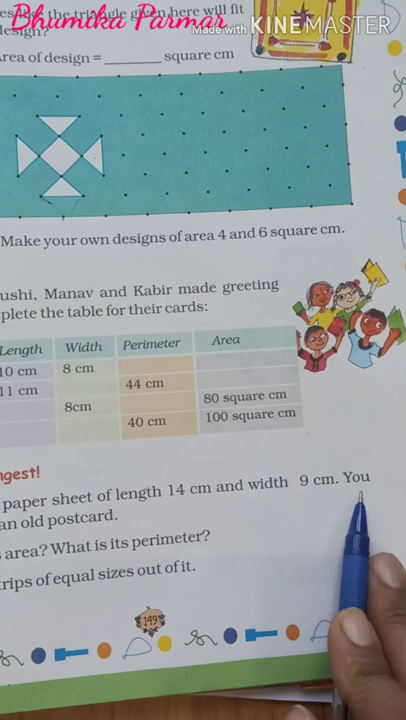 Bhumika Parmar
Made with KINEMASTER
the triangle given here will fit
design?
Area of design = ______ square cm
Make your own designs of area 4 and 6 square cm.
ushi, Manav and Kabir made greeting
plete the table for their cards:
Length Width Perimeter Area
10 cm 8 cm
11 cm 44 cm
8cm 80 square cm
40 cm 100 square cm
ngest!
paper sheet of length 14 cm and width 9 cm. You
an old postcard.
area? What is its perimeter?
trips of equal sizes out of it.
149